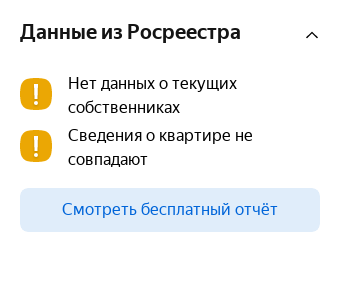 Данные из Росреестра
Нет данных о текущих
собственниках
Сведения о квартире не
совпадают
Смотреть бесплатный отчёт